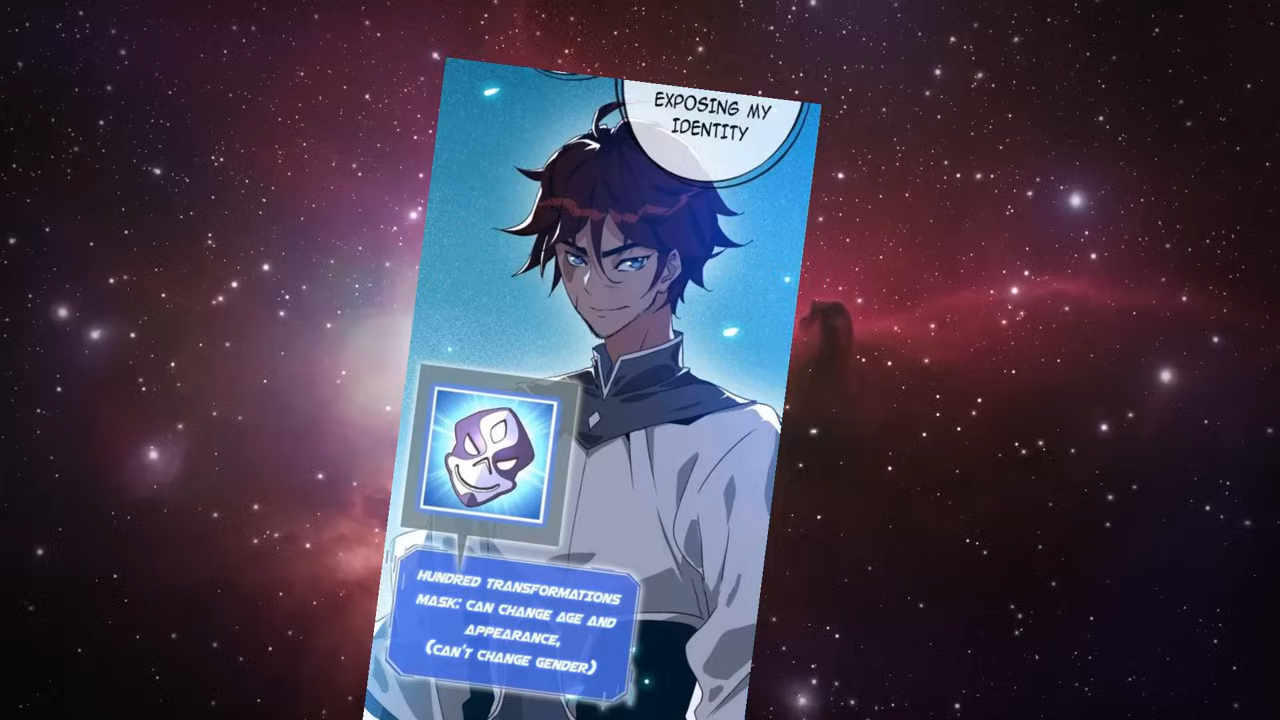 EXPOSING MY
IDENTITY
HUNDRED TRANSFORMATIONS
MASK: CAN CHANGE AGE AND
APPEARANCE,
(CAN'T CHANGE GENDER)